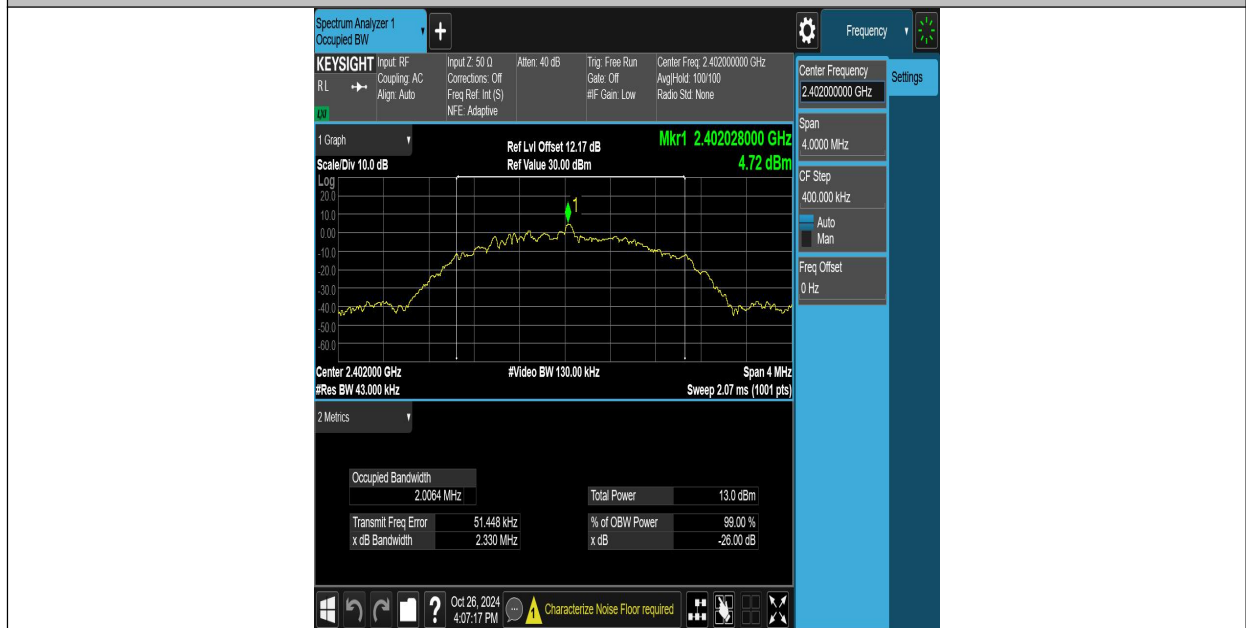 Spectrum Analyzer 1
Occupied BW
+
Frequency
KEYSIGHT
RL
LXI
Input: RF
Coupling: AC
Align: Auto
Input Z: 50 Ω
Corrections: Off
Freq Ref: Int (S)
NFE: Adaptive
Atten: 40 dB
Trig: Free Run
Gate: Off
#IF Gain: Low
Center Freq: 2.402000000 GHz
Avg|Hold: 100/100
Radio Std: None
Center Frequency
2.402000000 GHz
Settings
Span
4.0000 MHz
CF Step
400.000 kHz
Auto
Man
Freq Offset
0 Hz
1 Graph
Scale/Div 10.0 dB
Ref Lvl Offset 12.17 dB
Ref Value 30.00 dBm
Mkr1 2.402028000 GHz
4.72 dBm
Log
20.0
10.0
0.00
-10.0
-20.0
-30.0
-40.0
-50.0
-60.0
1
Center 2.402000 GHz
#Video BW 130.00 kHz
Span 4 MHz
#Res BW 43.000 kHz
Sweep 2.07 ms (1001 pts)
2 Metrics
Occupied Bandwidth
2.0064 MHz
Total Power 13.0 dBm
Transmit Freq Error 51.448 kHz
% of OBW Power 99.00 %
x dB Bandwidth 2.330 MHz
x dB -26.00 dB
?
Oct 26, 2024
4:07:17 PM
1
Characterize Noise Floor required